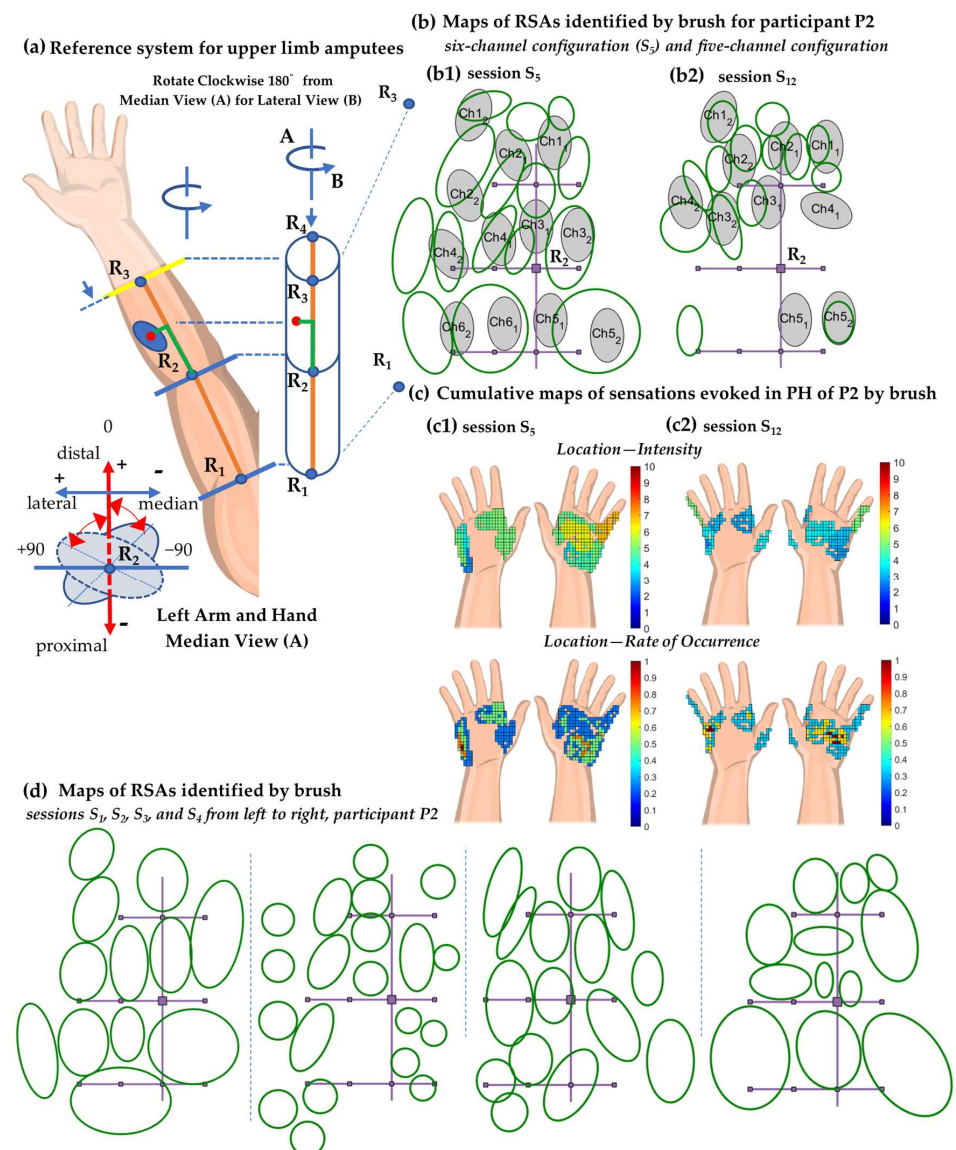 (a) Reference system for upper limb amputees
Rotate Clockwise 180° from
Median View (A) for Lateral View (B)
A
B
R4
R3
R2
R1
R3
R2
R1
R3
R1
0
distal
+
+
-
lateral
median
+90
−90
R2
-
proximal
Left Arm and Hand
Median View (A)
(b) Maps of RSAs identified by brush for participant P2
six-channel configuration (S5) and five-channel configuration
(b1) session S5
Ch1₂
Ch2₁
Ch1₁
Ch2₂
Ch4₂
Ch4₁
Ch3₁
Ch3₂
R2
Ch6₂
Ch6₁
Ch5₁
Ch5₂
(b2) session S12
Ch1₂
Ch2₂
Ch2₁
Ch1₁
Ch4₂
Ch3₂
Ch3₁
Ch4₁
R2
Ch5₁
Ch5₂
(c) Cumulative maps of sensations evoked in PH of P2 by brush
(c1) session S5
(c2) session S12
Location—Intensity
10
9
8
7
6
5
4
3
2
1
0
10
9
8
7
6
5
4
3
2
1
0
Location—Rate of Occurrence
1
0.9
0.8
0.7
0.6
0.5
0.4
0.3
0.2
0.1
0
1
0.9
0.8
0.7
0.6
0.5
0.4
0.3
0.2
0.1
0
(d) Maps of RSAs identified by brush
sessions S1, S2, S3, and S4 from left to right, participant P2